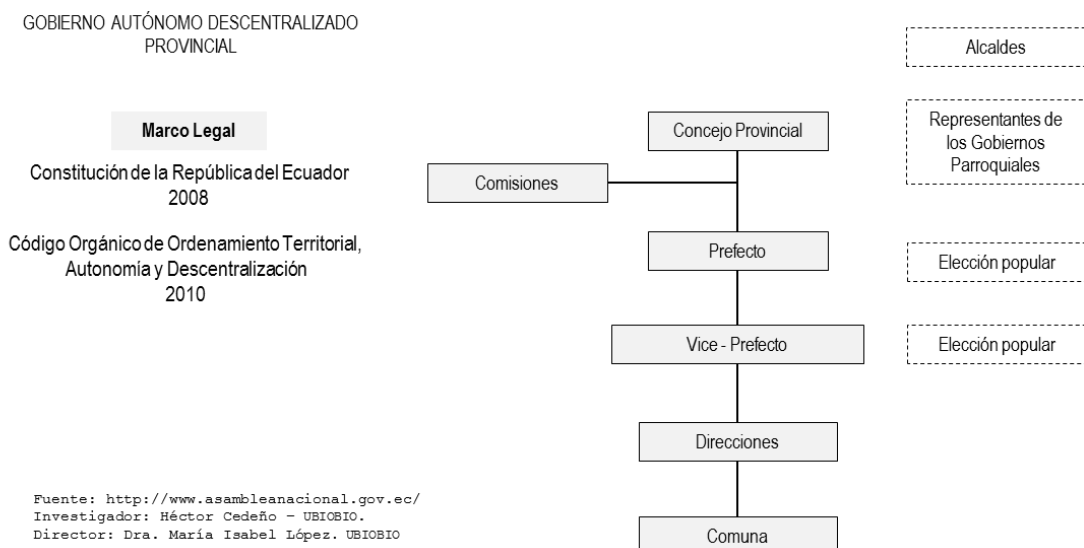 GOBIERNO AUTÓNOMO DESCENTRALIZADO
PROVINCIAL
Marco Legal
Constitución de la República del Ecuador
2008
Código Orgánico de Ordenamiento Territorial,
Autonomía y Descentralización
2010
Concejo Provincial
Comisiones
Prefecto
Vice - Prefecto
Direcciones
Comuna
Alcaldes
Representantes de
los Gobiernos
Parroquiales
Elección popular
Elección popular
Fuente: http://www.asambleanacional.gov.ec/
Investigador: Héctor Cedeño – UBIOBIO.
Director: Dra. María Isabel López. UBIOBIO